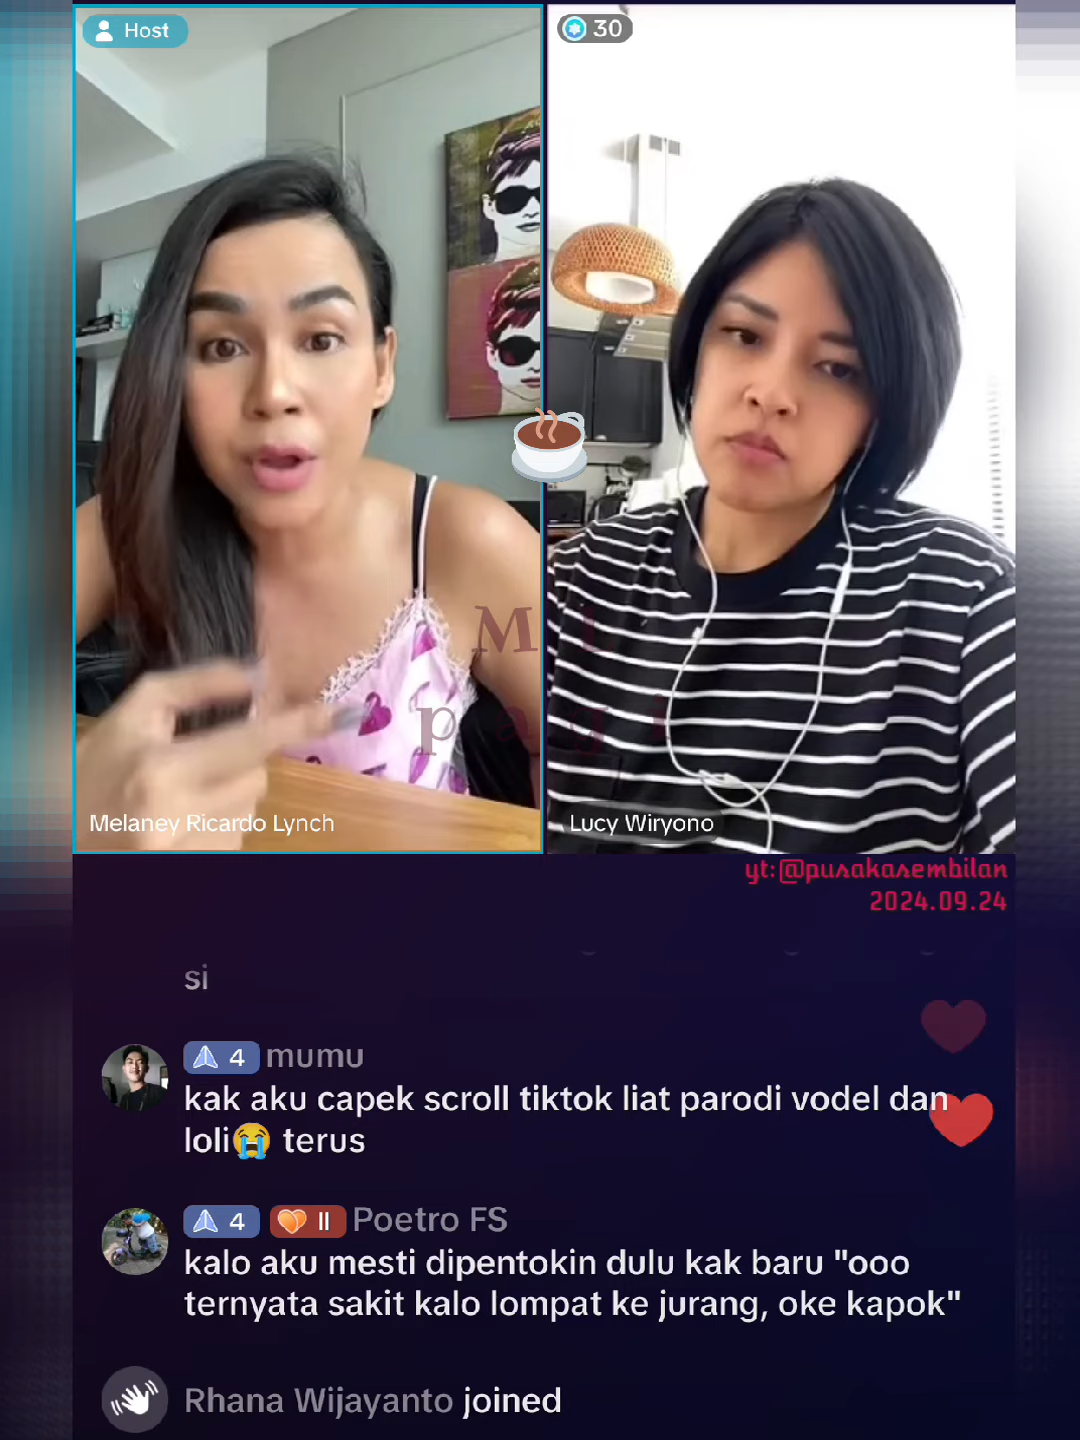 Host
30
Melaney Ricardo Lynch
Lucy Wiryono
yt:@pusakasembilan
2024.09.24
si
4 mumu
kak aku capek scroll tiktok liat parodi vodel dan
loli😭 terus
4 II Poetro FS
kalo aku mesti dipentokin dulu kak baru "ooo
ternyata sakit kalo lompat ke jurang, oke kapok"
Rhana Wijayanto joined